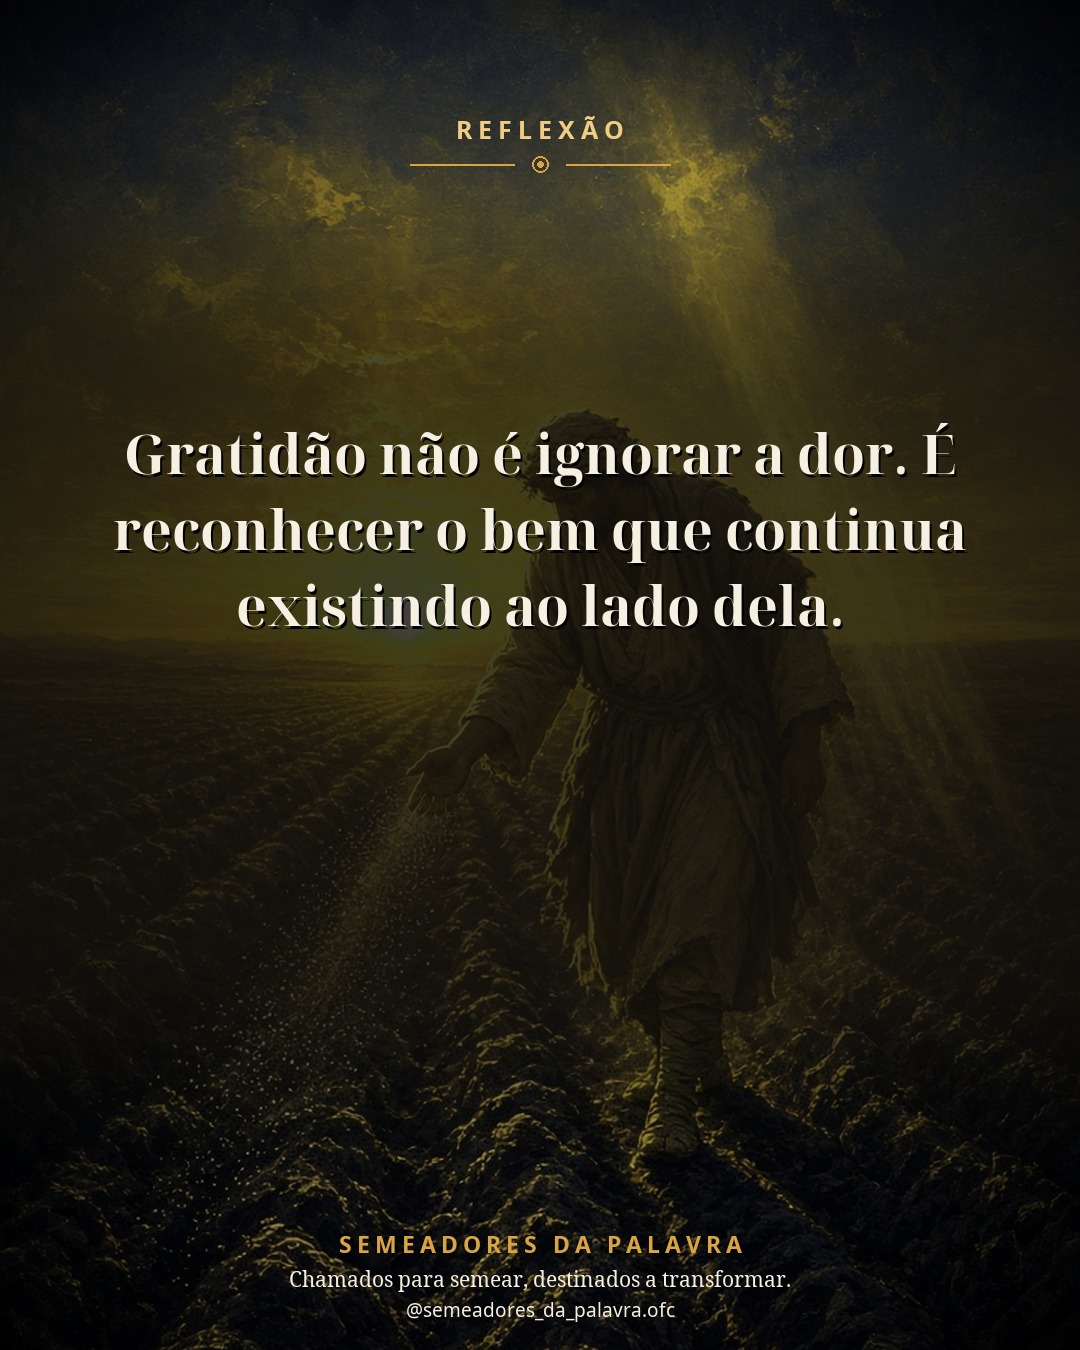 REFLEXÃO
Gratidão não é ignorar a dor. É
reconhecer o bem que continua
existindo ao lado dela.
SEMEADORES DA PALAVRA
Chamados para semear, destinados a transformar.
@semeadores_da_palavra.ofc